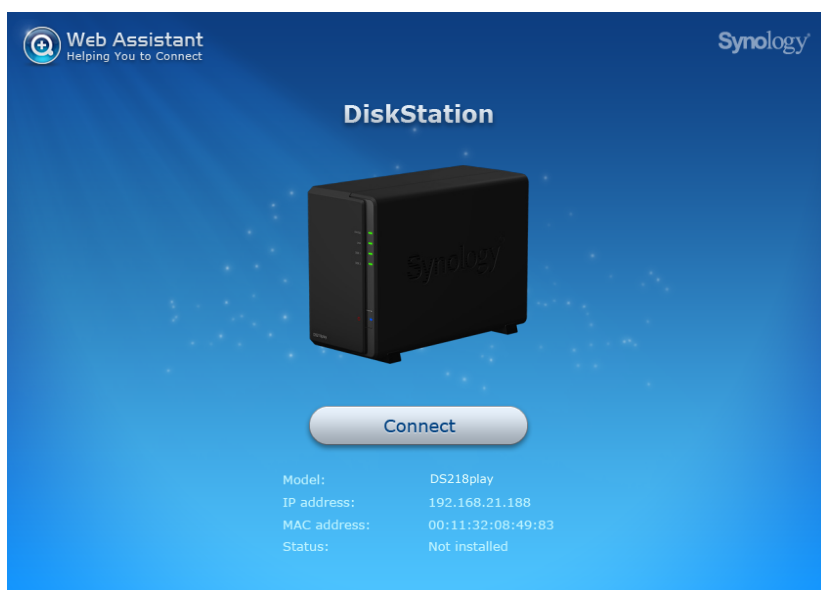 Web Assistant
Helping You to Connect
Synology
DiskStation
Synology
Connect
Model: DS218play
IP address: 192.168.21.188
MAC address: 00:11:32:08:49:83
Status: Not installed